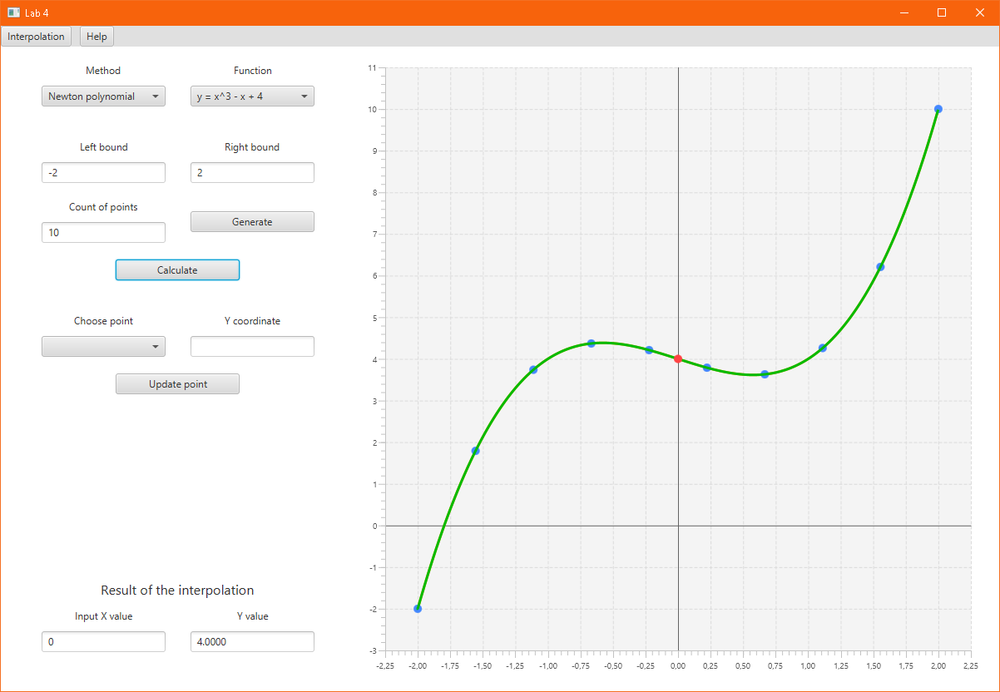 Lab 4
Interpolation Help
Method Function
Newton polynomial y = x^3 - x + 4
Left bound Right bound
-2 2
Count of points
10 Generate
Calculate
Choose point Y coordinate
Update point
Result of the interpolation
Input X value Y value
0 4.0000
11
10
9
8
7
6
5
4
3
2
1
0
-1
-2
-3
-2,25 -2,00 -1,75 -1,50 -1,25 -1,00 -0,75 -0,50 -0,25 0,00 0,25 0,50 0,75 1,00 1,25 1,50 1,75 2,00 2,25